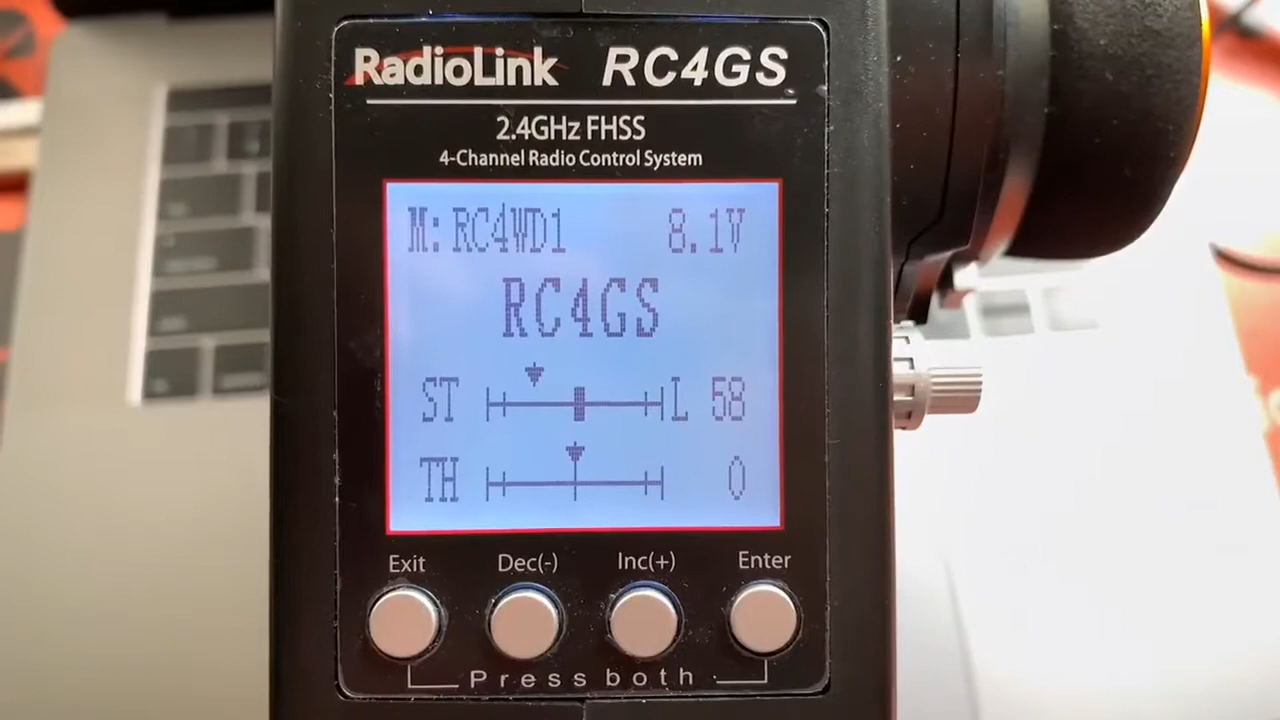 RadioLink RC4GS
2.4GHz FHSS
4-Channel Radio Control System
M:RC4WD1 8.1V
RC4GS
ST L 58
TH 0
Exit Dec(-) Inc(+) Enter
Press both